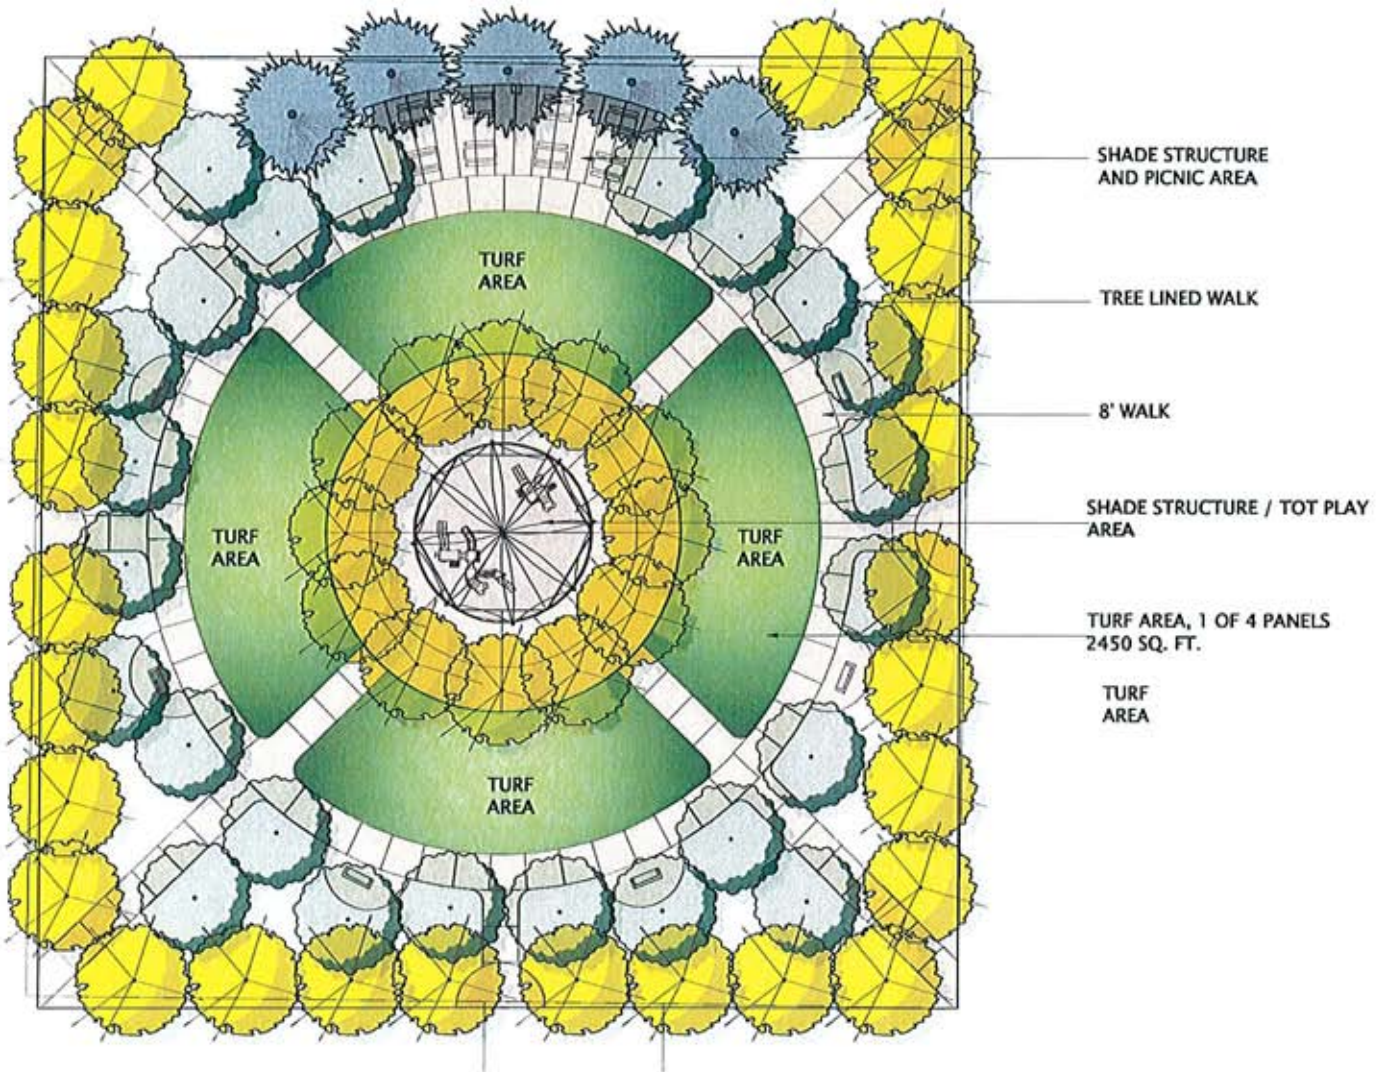 SHADE STRUCTURE
AND PICNIC AREA
TURF
AREA
TREE LINED WALK
8' WALK
SHADE STRUCTURE / TOT PLAY
AREA
TURF
AREA
TURF
AREA
TURF AREA, 1 OF 4 PANELS
2450 SQ. FT.
TURF
AREA
TURF
AREA